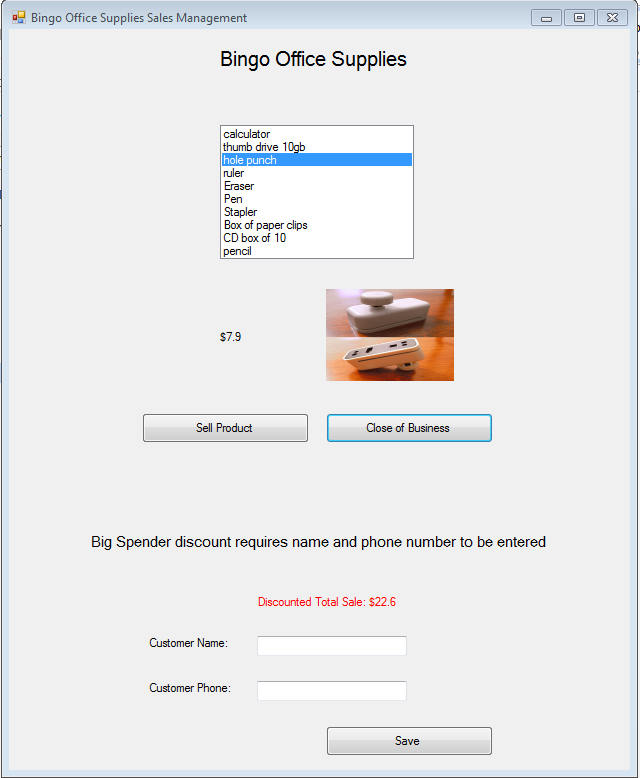 Bingo Office Supplies Sales Management
Bingo Office Supplies
calculator
thumb drive 10gb
hole punch
ruler
Eraser
Pen
Stapler
Box of paper clips
CD box of 10
pencil
$7.9
Sell Product
Close of Business
Big Spender discount requires name and phone number to be entered
Discounted Total Sale: $22.6
Customer Name:
Customer Phone:
Save